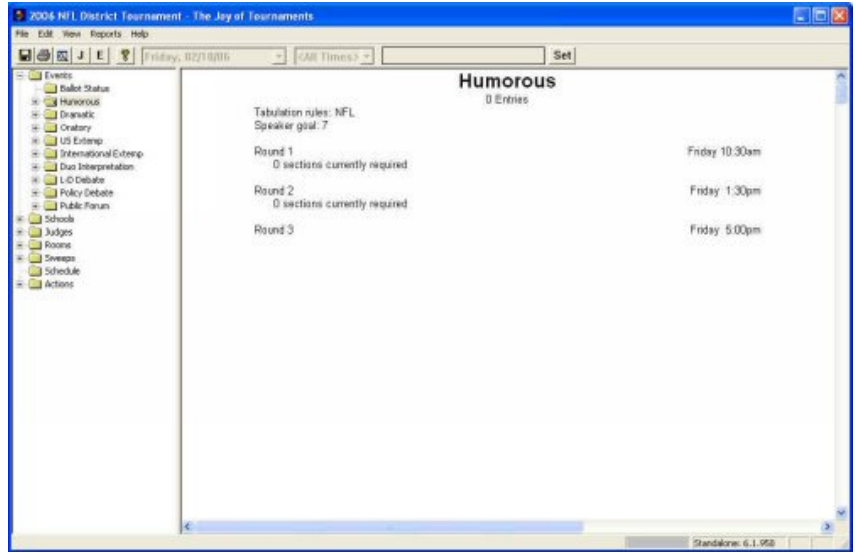 2006 NFL District Tournament - The Joy of Tournaments
File Edit View Reports Help
J E ? Friday, 02/10/06 <All Times> Set
Events
Ballot Status
Humorous
Dramatic
Oratory
US Extemp
International Extemp
Duo Interpretation
L-D Debate
Policy Debate
Public Forum
Schools
Judges
Rooms
Sweeps
Schedule
Actions
Humorous
0 Entries
Tabulation rules: NFL
Speaker goal: 7
Round 1 Friday 10:30am
0 sections currently required
Round 2 Friday 1:30pm
0 sections currently required
Round 3 Friday 5:00pm
Standalone: 6.1.958